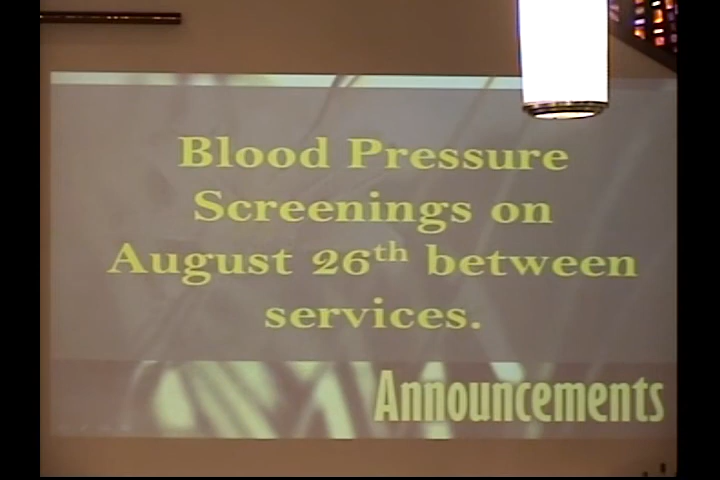 Blood Pressure
Screenings on
August 26th between
services.
Announcements